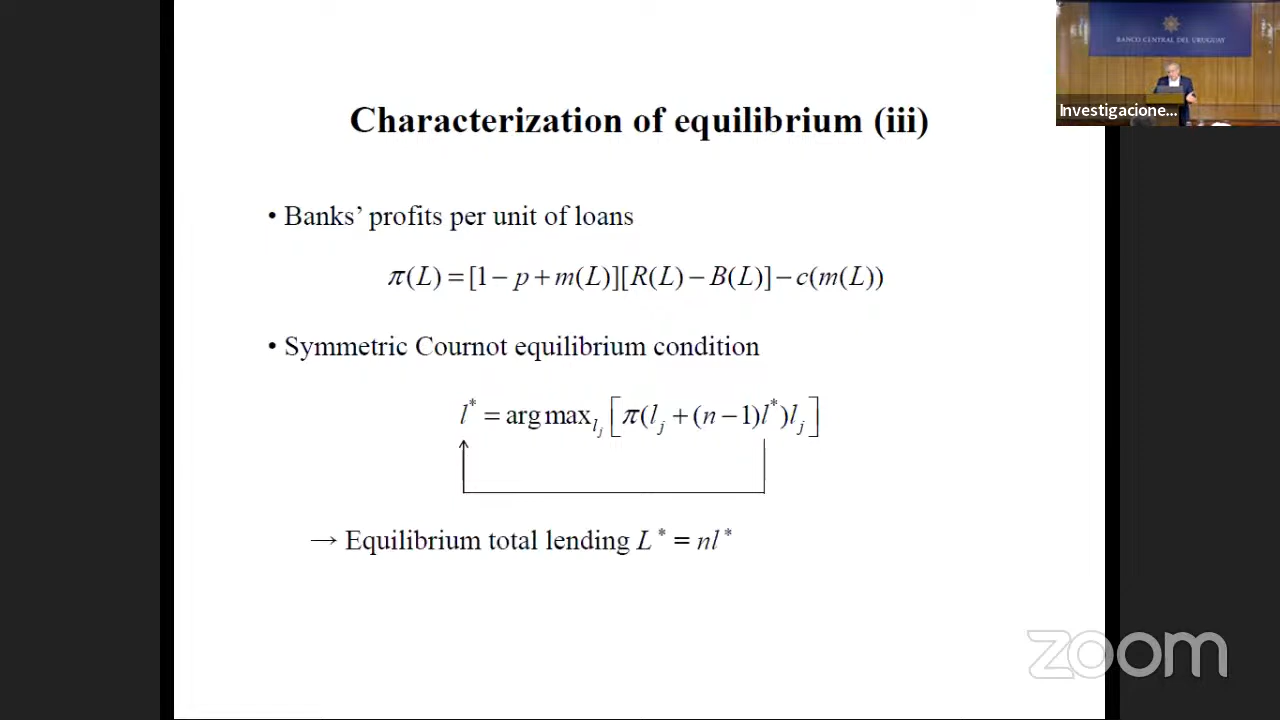 BANCO CENTRAL DEL URUGUAY
Investigacione...
Characterization of equilibrium (iii)
• Banks’ profits per unit of loans
π(L) = [1 − p + m(L)][R(L) − B(L)] − c(m(L))
• Symmetric Cournot equilibrium condition
l* = arg max_{l_j} [π(l_j + (n − 1)l*)l_j]
→ Equilibrium total lending L* = nl*
zoom